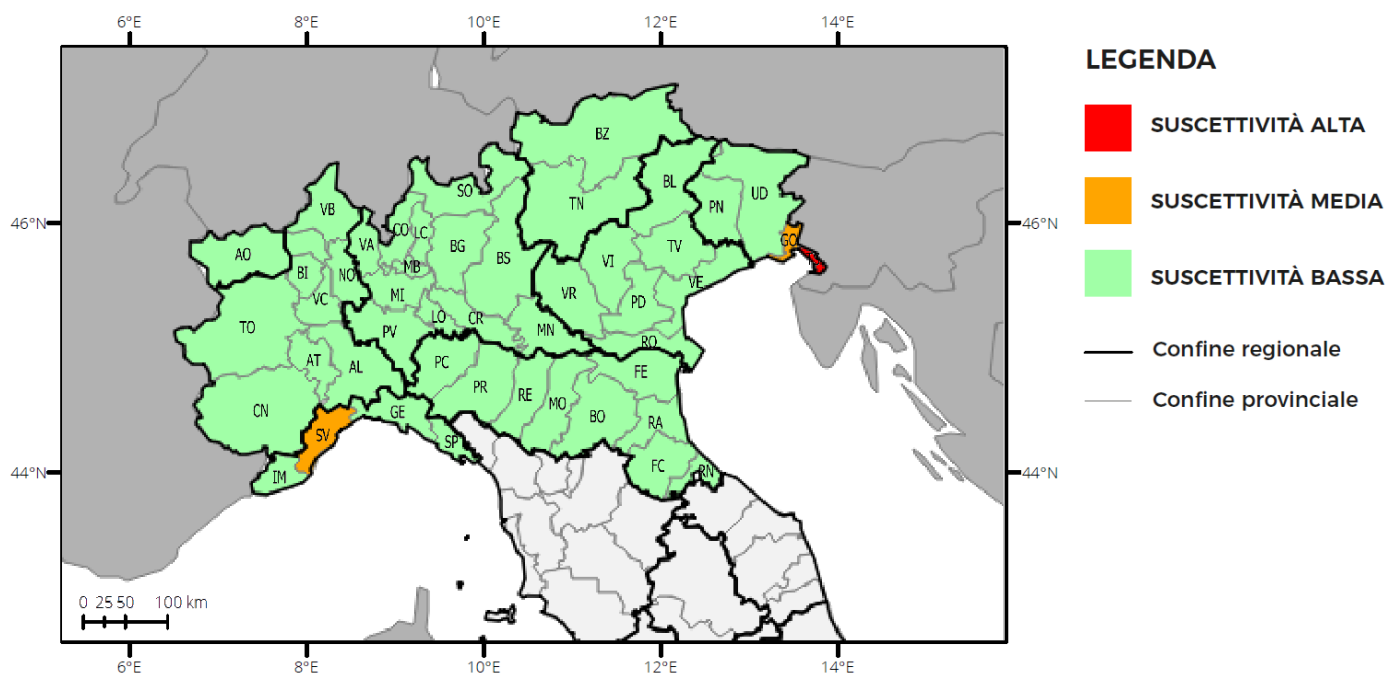 6°E 8°E 10°E 12°E 14°E
LEGENDA
SUSCETTIVITÀ ALTA
SUSCETTIVITÀ MEDIA
SUSCETTIVITÀ BASSA
Confine regionale
Confine provinciale
BZ
SO
BL
UD
VB
TN
PN
46°N
46°N
CO
LC
VA
BG
TV
GO
AO
BS
VI
MB
BI
NO
VE
VC
MI
VR
PD
LO
CR
TO
PV
MN
RO
AT
AL
PC
FE
PR
RE
MO
CN
GE
BO
RA
SV
SP
44°N
44°N
IM
FC
RN
0 25 50 100 km
6°E 8°E 10°E 12°E 14°E